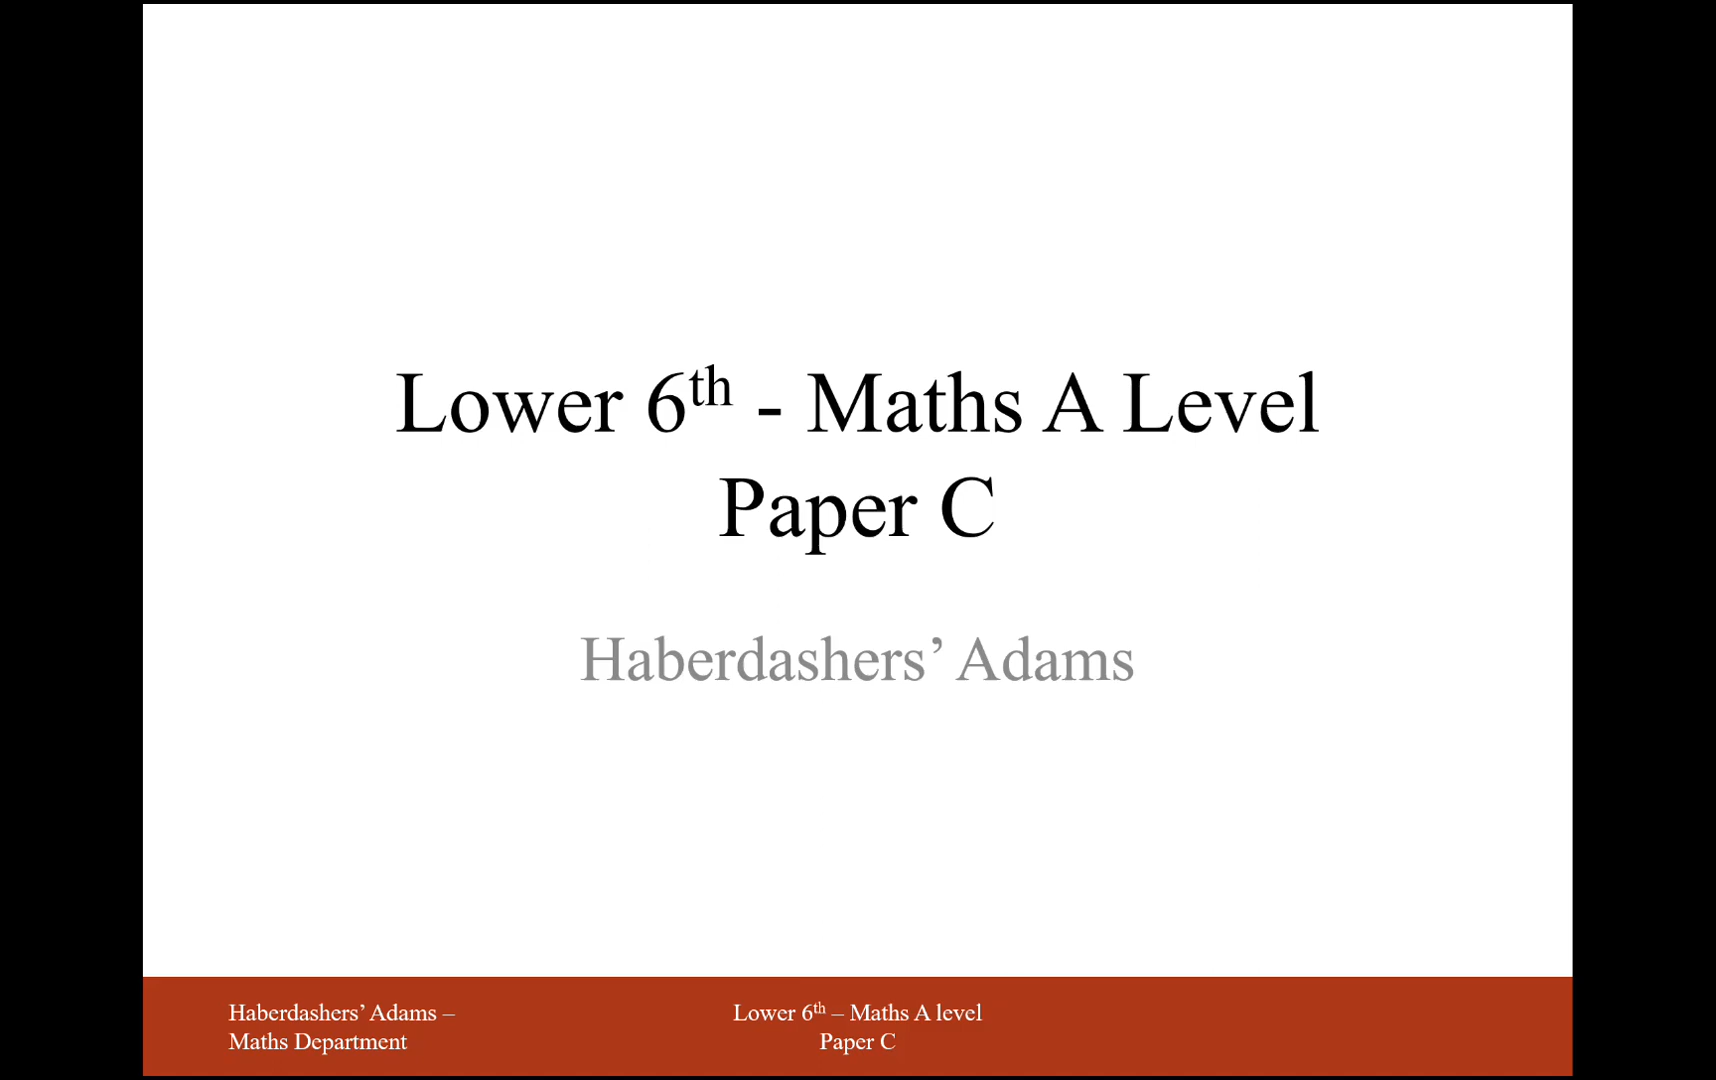 Lower 6th - Maths A Level
Paper C
Haberdashers’ Adams
Haberdashers’ Adams –
Maths Department
Lower 6th – Maths A level
Paper C